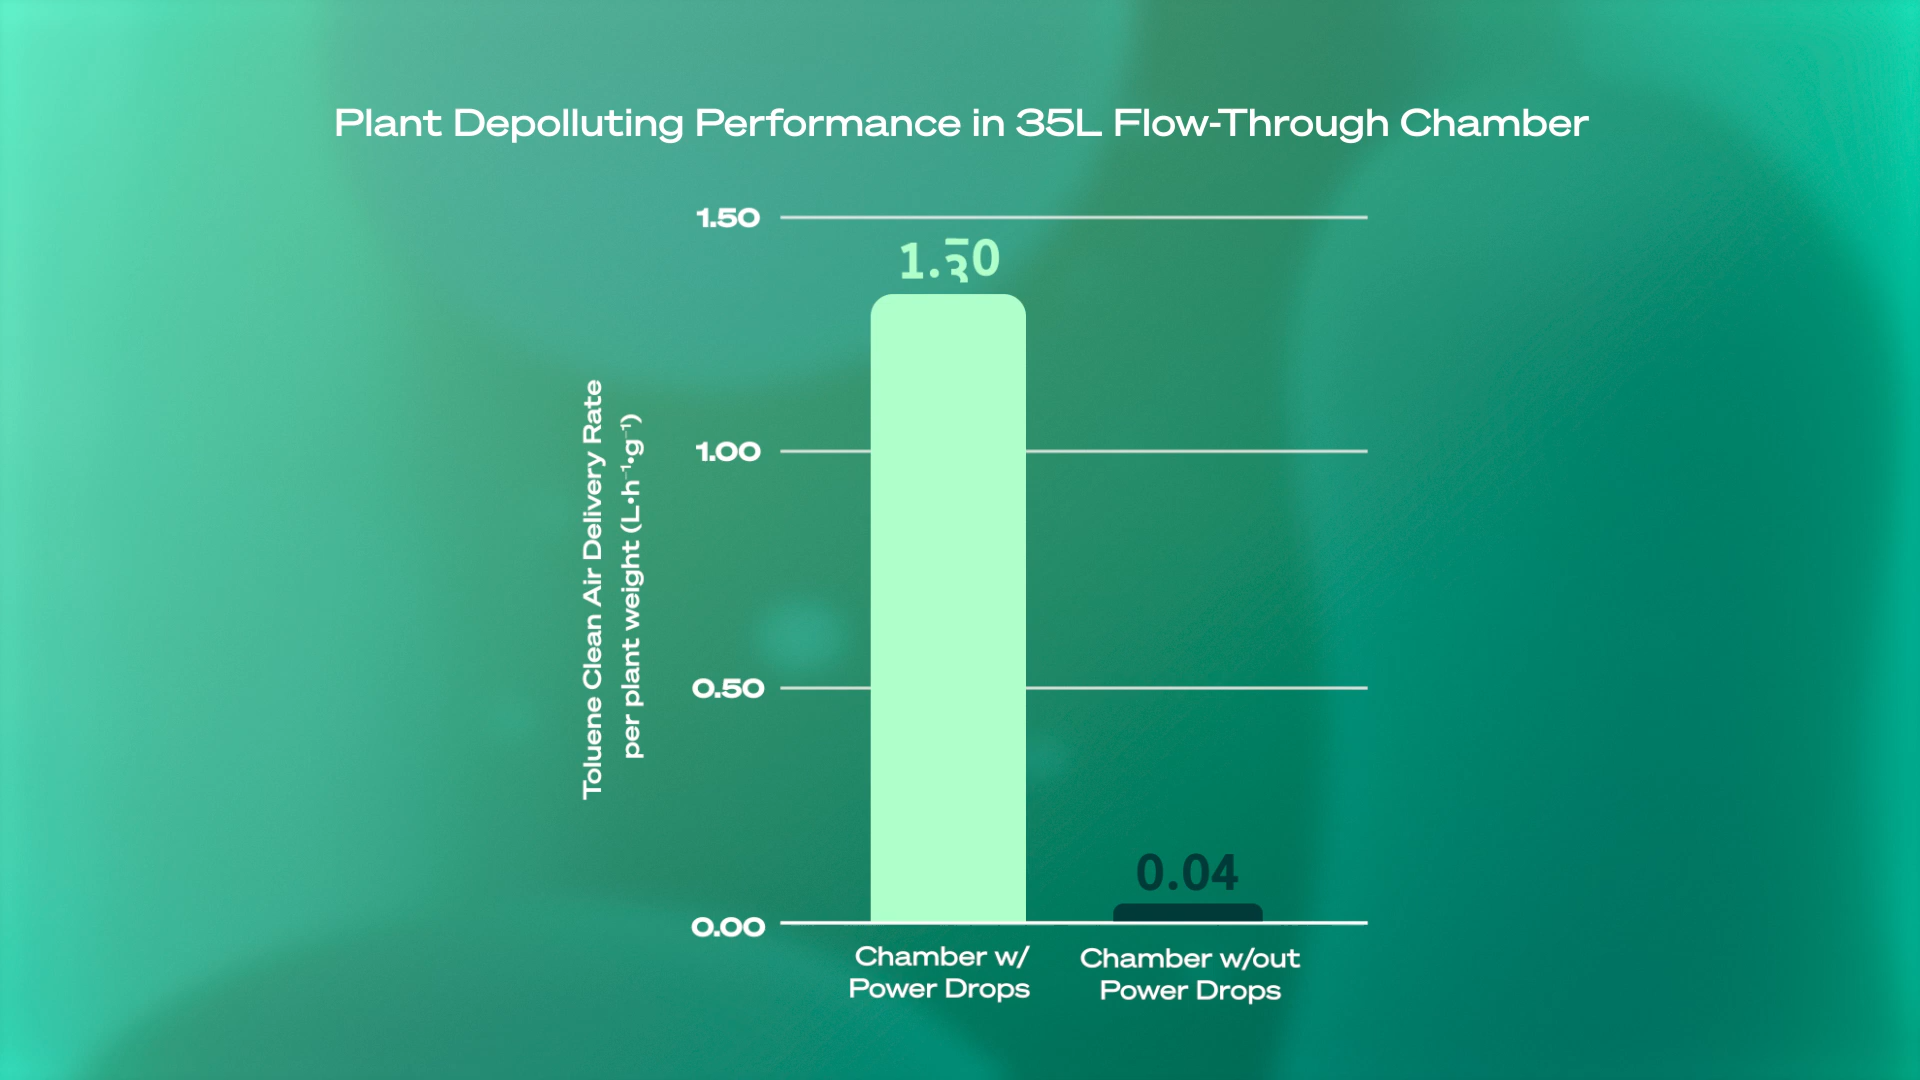 Plant Depolluting Performance in 35L Flow-Through Chamber
1.50
1.00
0.50
0.00
Toluene Clean Air Delivery Rate
per plant weight (L•h⁻¹•g⁻¹)
0.04
Chamber w/
Power Drops
Chamber w/out
Power Drops